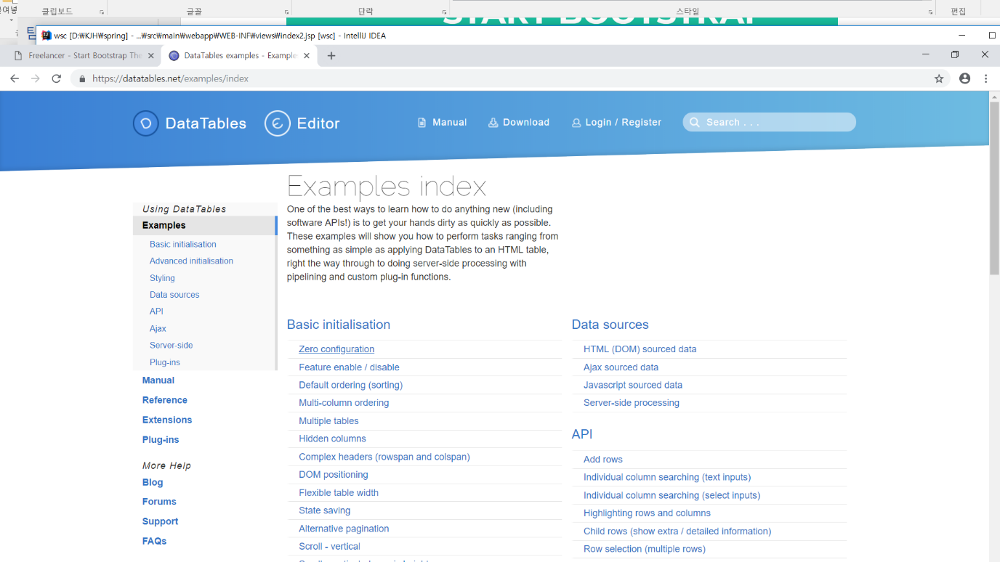 클립보드
글꼴
단락
스타일
편집
START BOOTSTRAP
wsc [D:₩KJH₩spring] - ...₩src₩main₩webapp₩WEB-INF₩views₩index2.jsp [wsc] - IntelliJ IDEA
Freelancer - Start Bootstrap The
DataTables examples - Example
https://datatables.net/examples/index
DataTables
Editor
Manual
Download
Login / Register
Search . . .
Examples index
One of the best ways to learn how to do anything new (including
software APIs!) is to get your hands dirty as quickly as possible.
These examples will show you how to perform tasks ranging from
something as simple as applying DataTables to an HTML table,
right the way through to doing server-side processing with
pipelining and custom plug-in functions.
Using DataTables
Examples
Basic initialisation
Advanced initialisation
Styling
Data sources
API
Ajax
Server-side
Plug-ins
Manual
Reference
Extensions
Plug-ins
More Help
Blog
Forums
Support
FAQs
Basic initialisation
Zero configuration
Feature enable / disable
Default ordering (sorting)
Multi-column ordering
Multiple tables
Hidden columns
Complex headers (rowspan and colspan)
DOM positioning
Flexible table width
State saving
Alternative pagination
Scroll - vertical
Data sources
HTML (DOM) sourced data
Ajax sourced data
Javascript sourced data
Server-side processing
API
Add rows
Individual column searching (text inputs)
Individual column searching (select inputs)
Highlighting rows and columns
Child rows (show extra / detailed information)
Row selection (multiple rows)